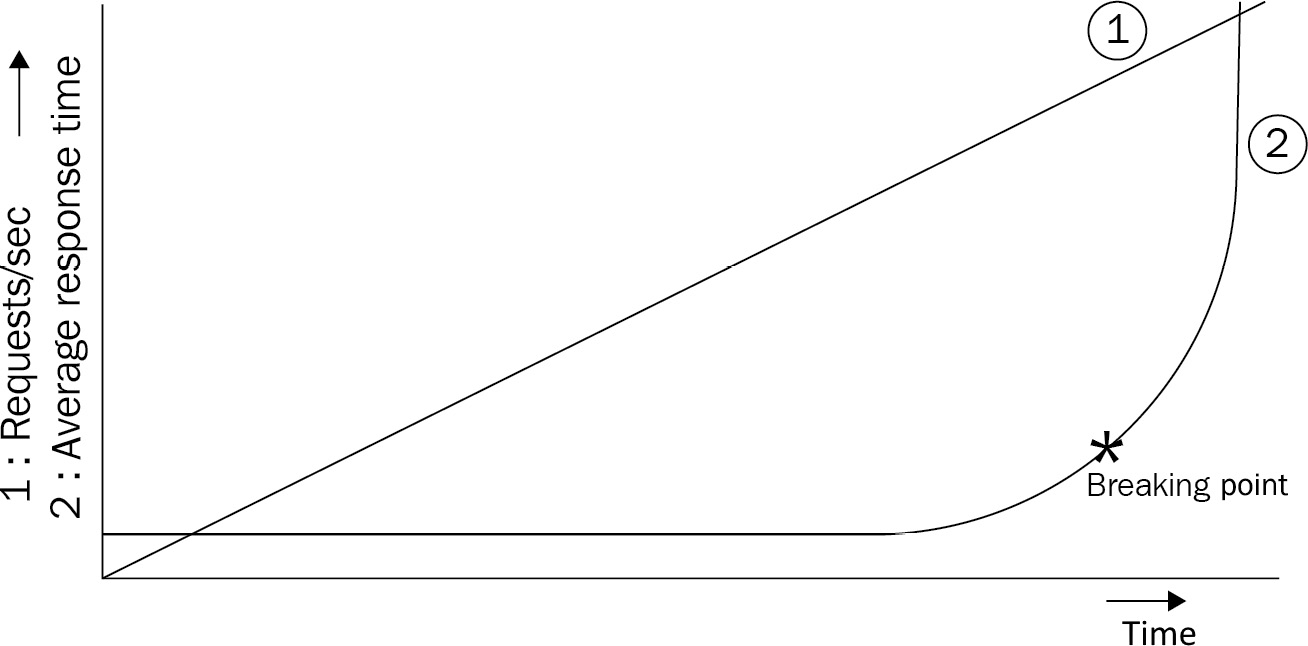 1 : Requests/sec
2 : Average response time
1
2
Breaking point
Time